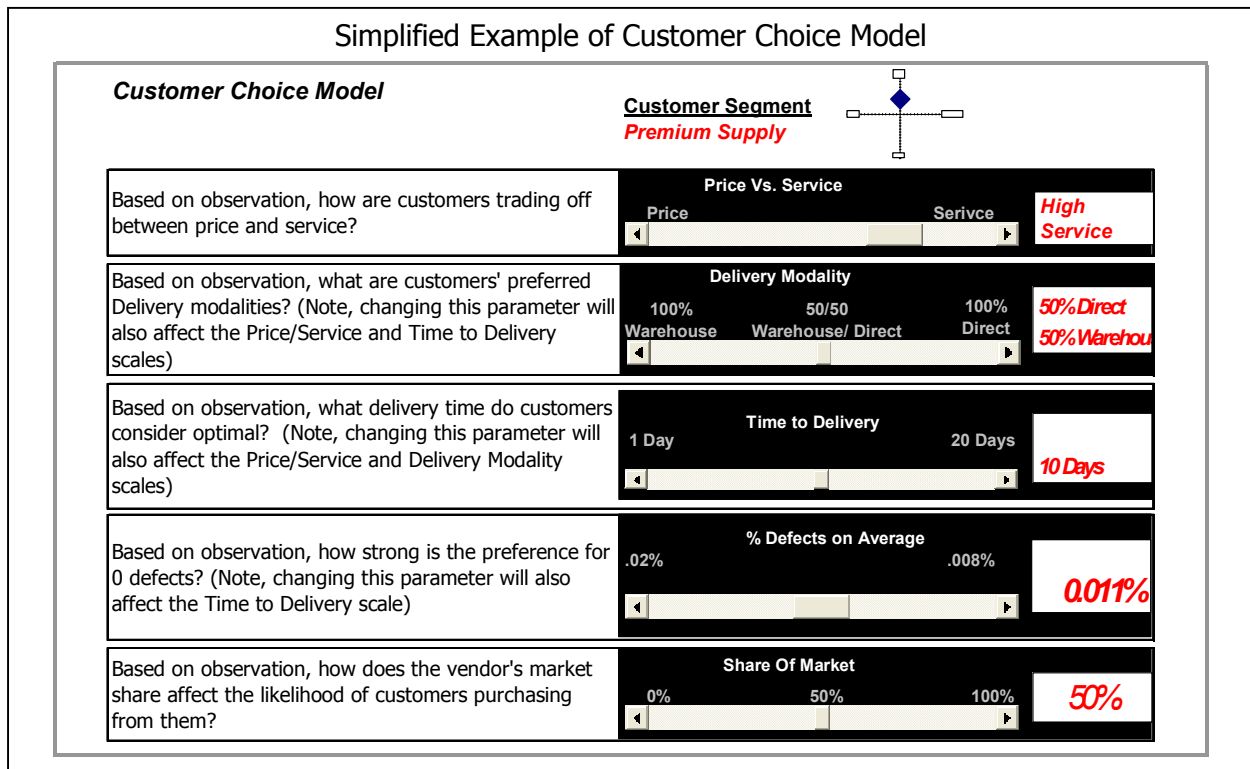 Simplified Example of Customer Choice Model
Customer Choice Model
Customer Segment
Premium Supply
Based on observation, how are customers trading off
between price and service?
Price Vs. Service
Price
Serivce
High
Service
Based on observation, what are customers' preferred
Delivery modalities? (Note, changing this parameter will
also affect the Price/Service and Time to Delivery
scales)
Delivery Modality
100%
Warehouse
50/50
Warehouse/ Direct
100%
Direct
50% Direct
50% Warehou
Based on observation, what delivery time do customers
consider optimal?  (Note, changing this parameter will
also affect the Price/Service and Delivery Modality
scales)
Time to Delivery
1 Day
20 Days
10 Days
Based on observation, how strong is the preference for
0 defects? (Note, changing this parameter will also
affect the Time to Delivery scale)
% Defects on Average
.02%
.008%
0.011%
Based on observation, how does the vendor's market
share affect the likelihood of customers purchasing
from them?
Share Of Market
0%
50%
100%
50%